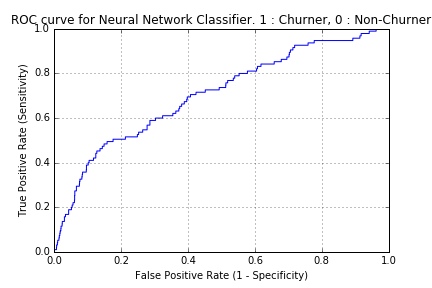 ROC curve for Neural Network Classifier. 1 : Churner, 0 : Non-Churner
1.0
0.8
0.6
0.4
0.2
0.0
True Positive Rate (Sensitivity)
0.0 0.2 0.4 0.6 0.8 1.0
False Positive Rate (1 - Specificity)